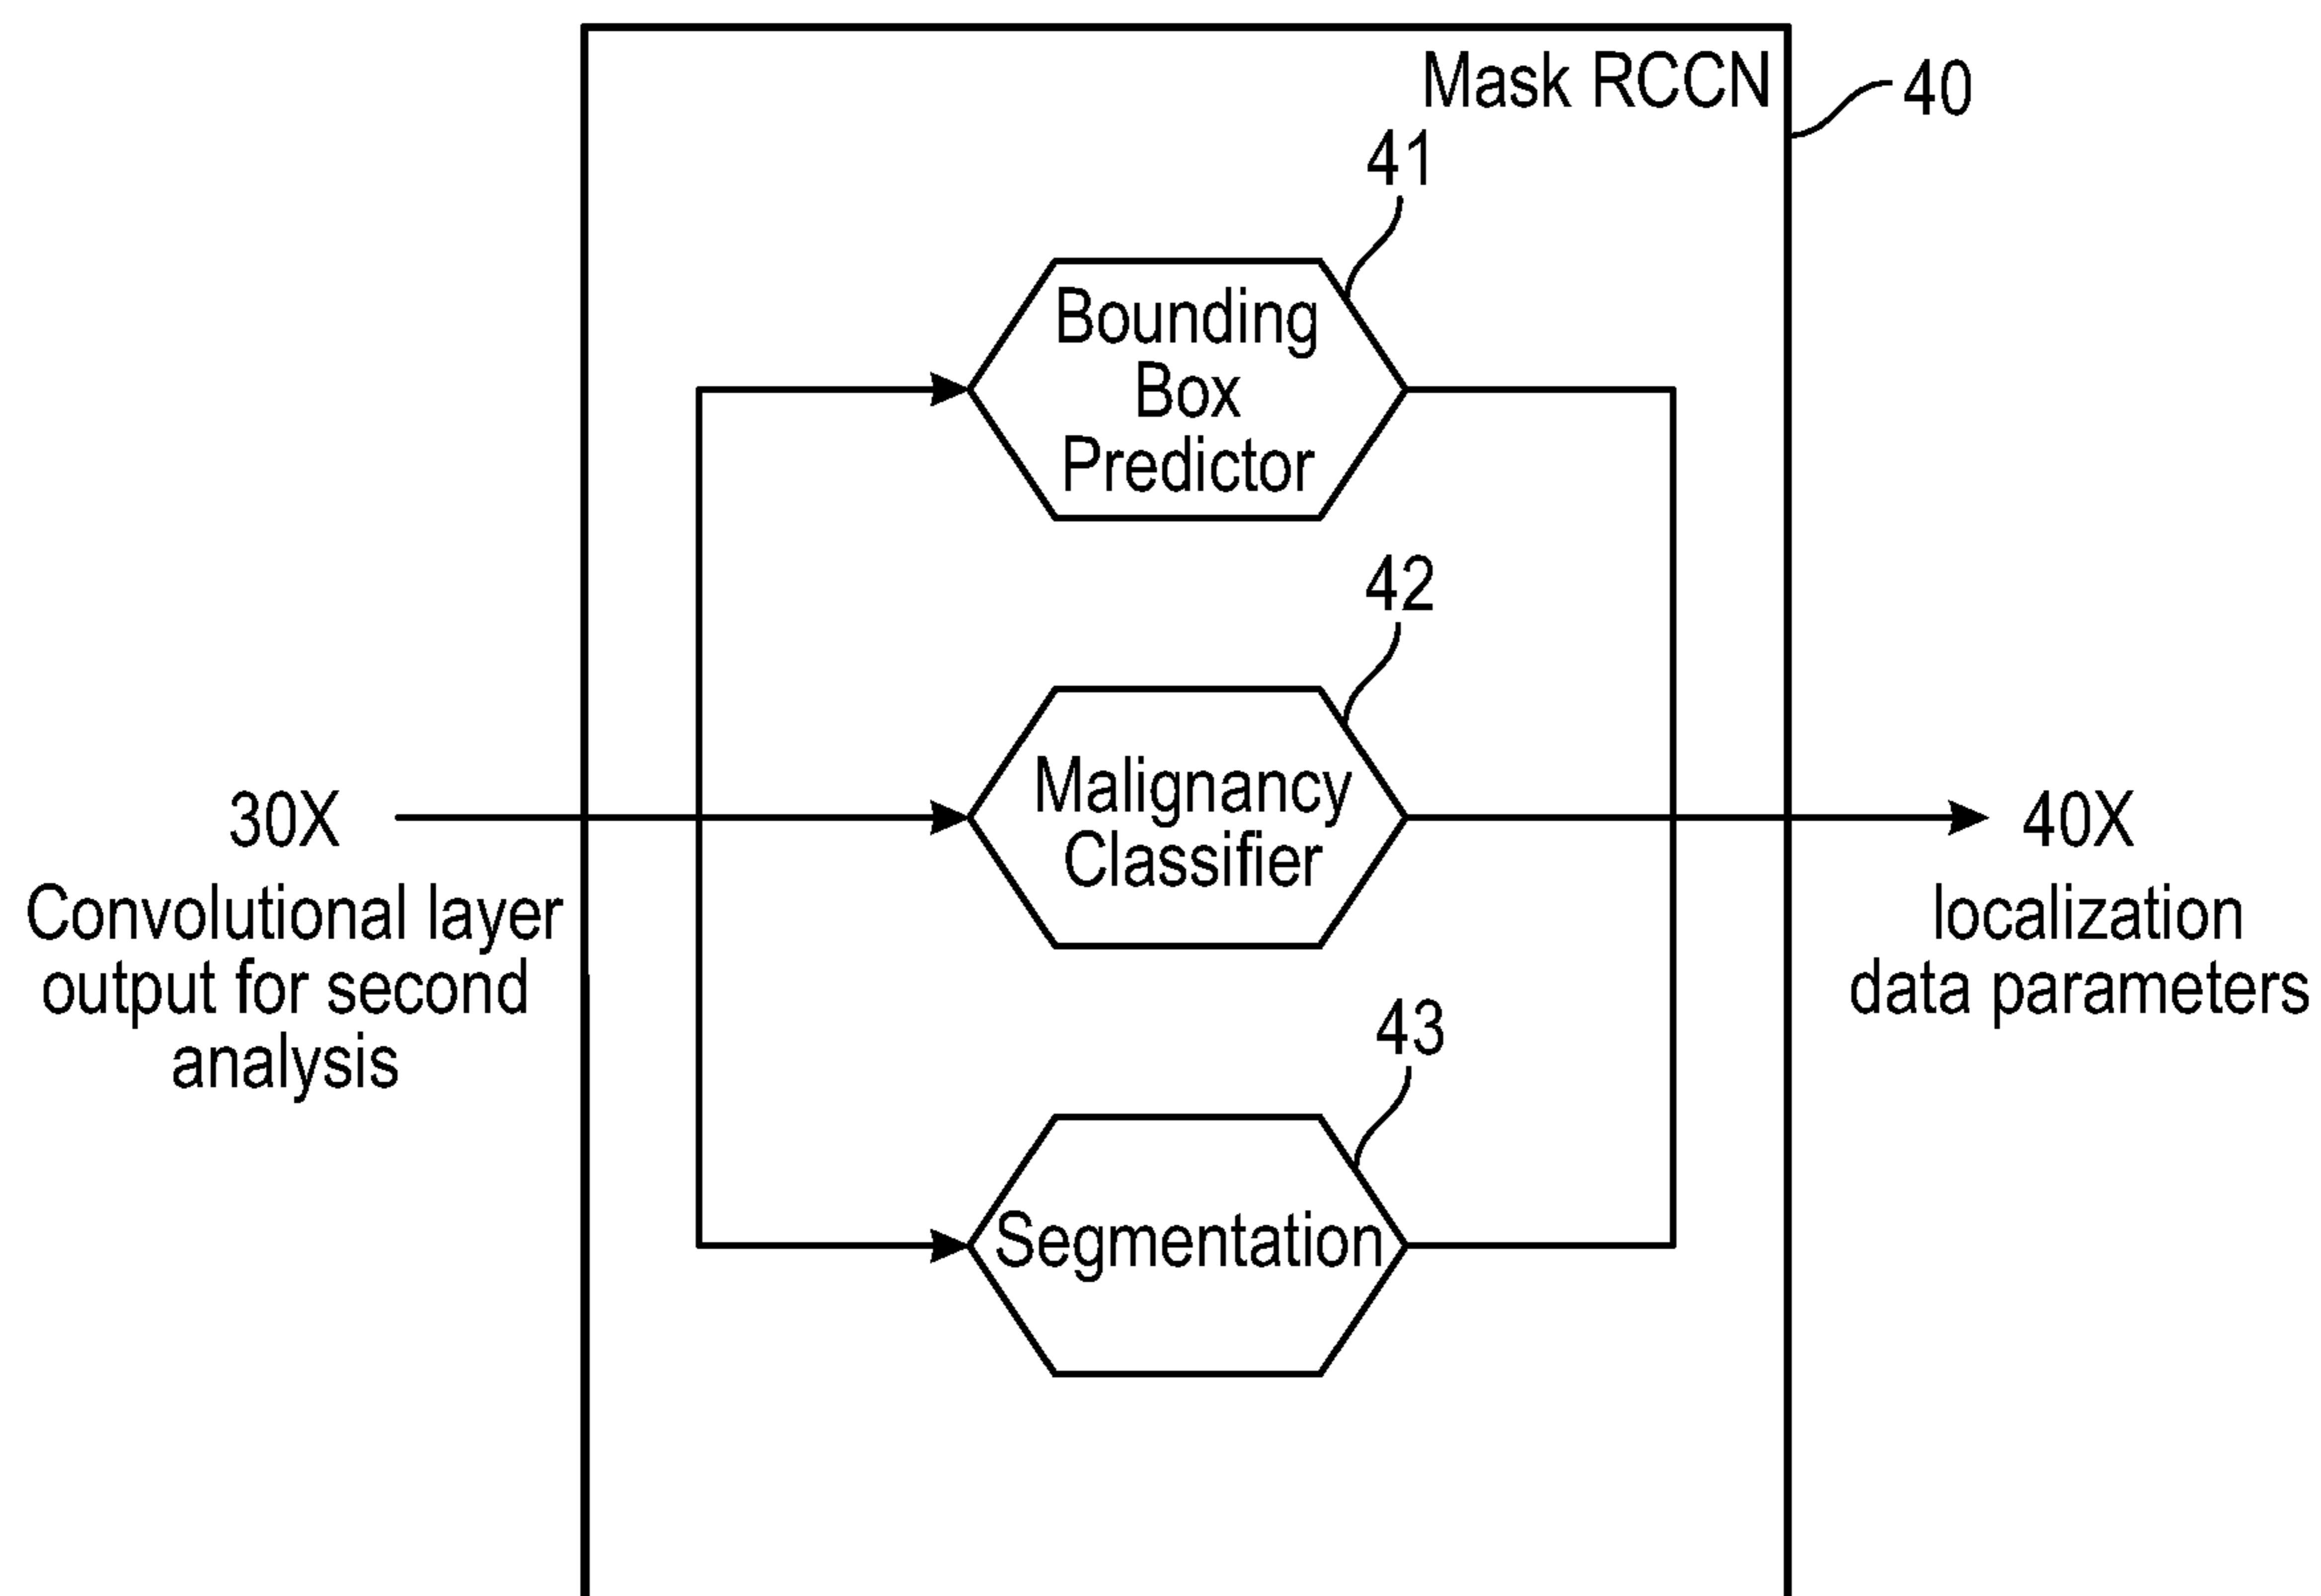 Mask RCCN
40
41
Bounding
Box
Predictor
42
Malignancy
Classifier
30X
Convolutional layer
output for second
analysis
40X
localization
data parameters
43
Segmentation